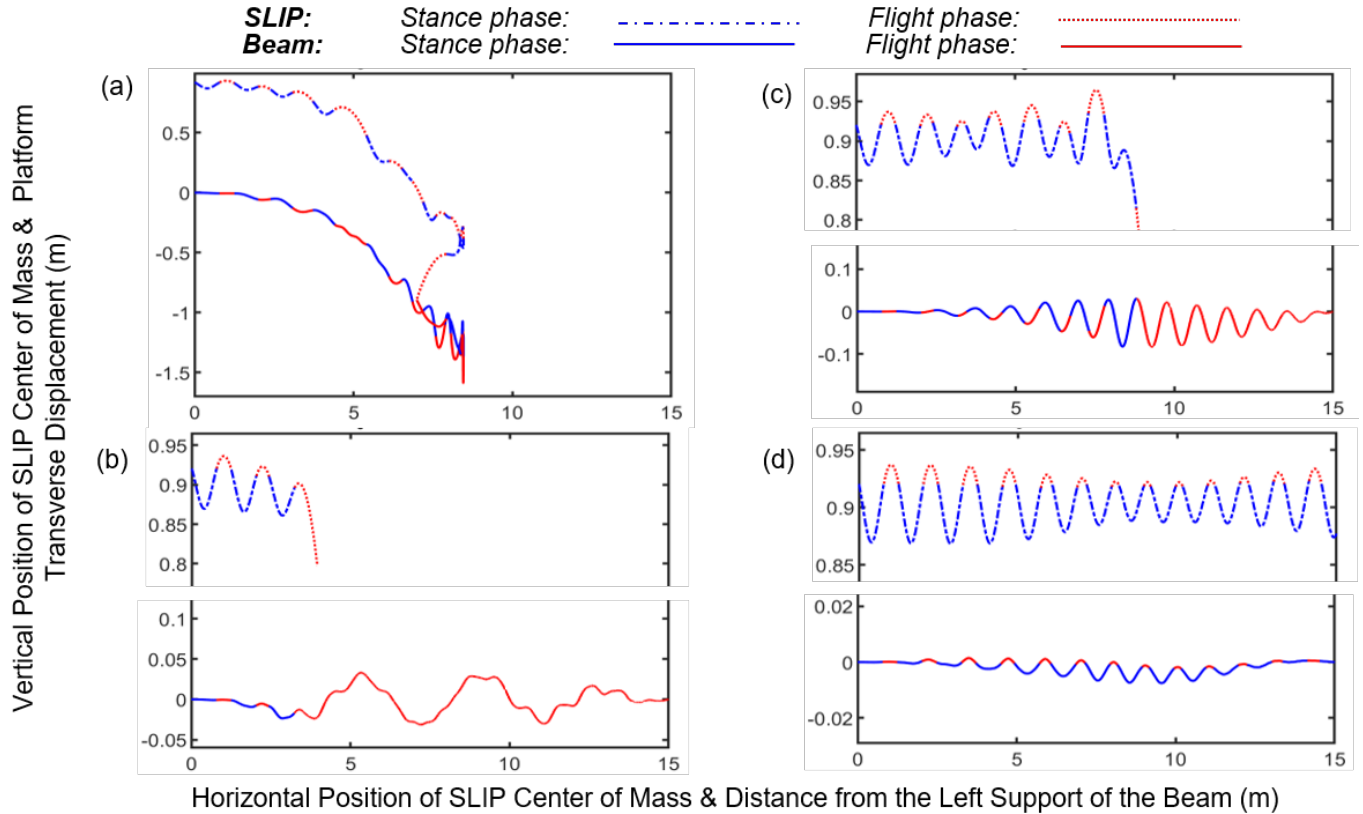 SLIP: Stance phase: Flight phase:
Beam: Stance phase: Flight phase:
Vertical Position of SLIP Center of Mass & Platform
Transverse Displacement (m)
(a)
0.5
0
-0.5
-1
-1.5
0 5 10 15
(b)
0.95
0.9
0.85
0.8
0.1
0.05
0
-0.05
0 5 10 15
(c)
0.95
0.9
0.85
0.8
0.1
0
-0.1
0 5 10 15
(d)
0.95
0.9
0.85
0.02
0
-0.02
0 5 10 15
Horizontal Position of SLIP Center of Mass & Distance from the Left Support of the Beam (m)